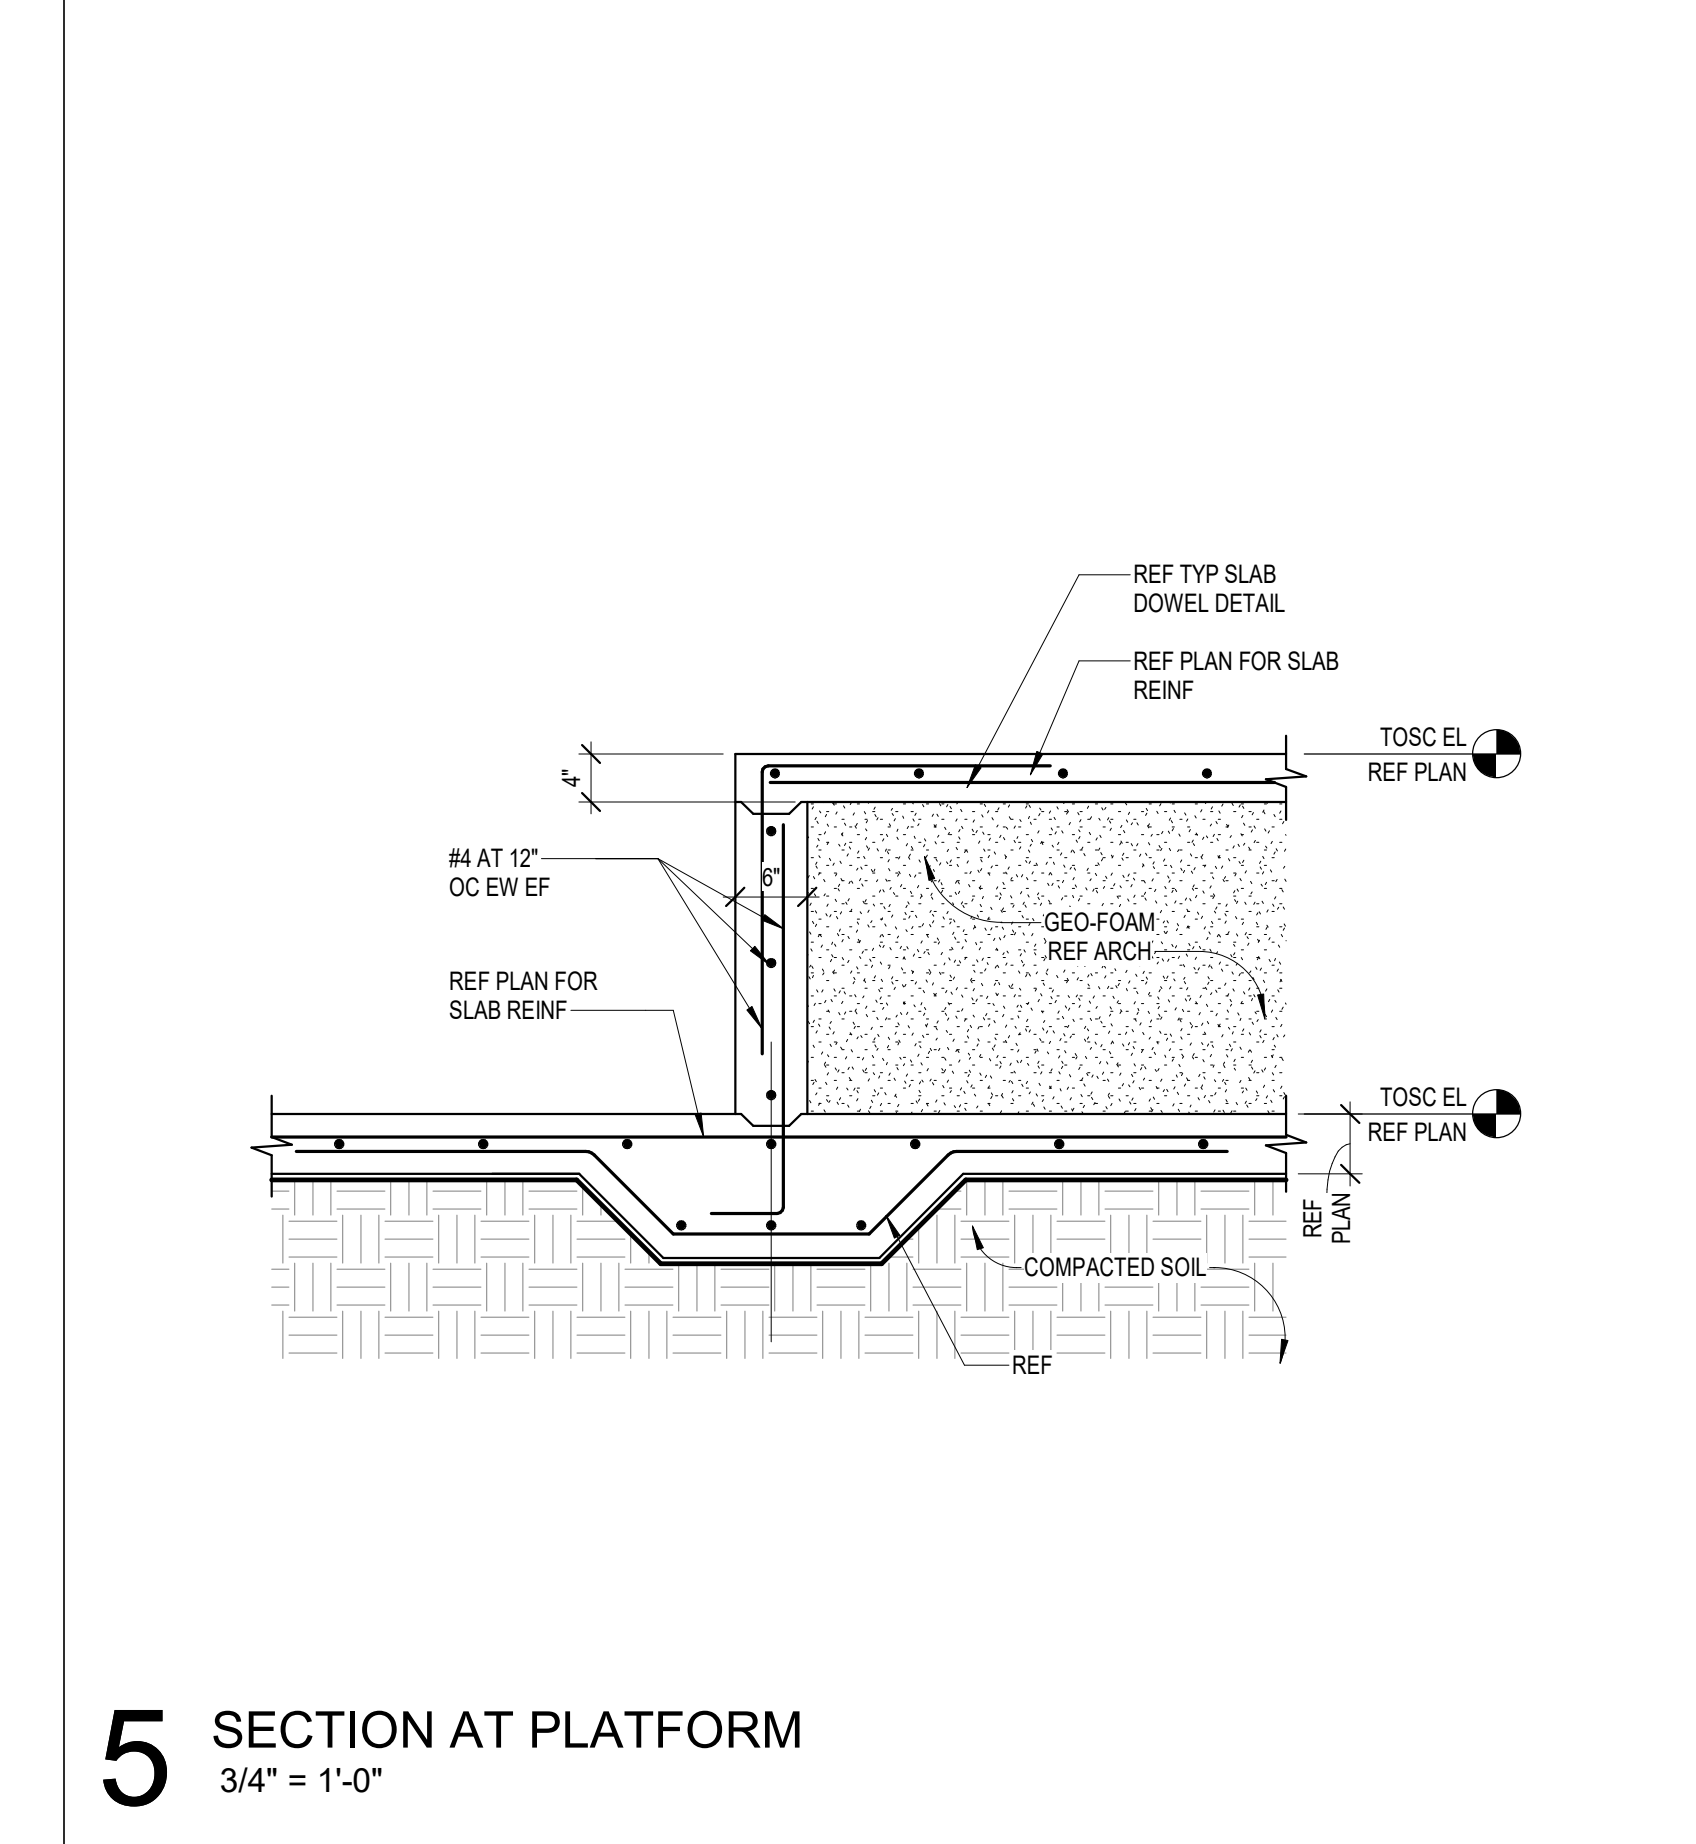 REF TYP SLAB
DOWEL DETAIL
REF PLAN FOR SLAB
REINF
TOSC EL
REF PLAN
4"
#4 AT 12"
OC EW EF
6"
GEO-FOAM
REF ARCH
REF PLAN FOR
SLAB REINF
TOSC EL
REF PLAN
REF
PLAN
COMPACTED SOIL
REF
5
SECTION AT PLATFORM
3/4" = 1'-0"